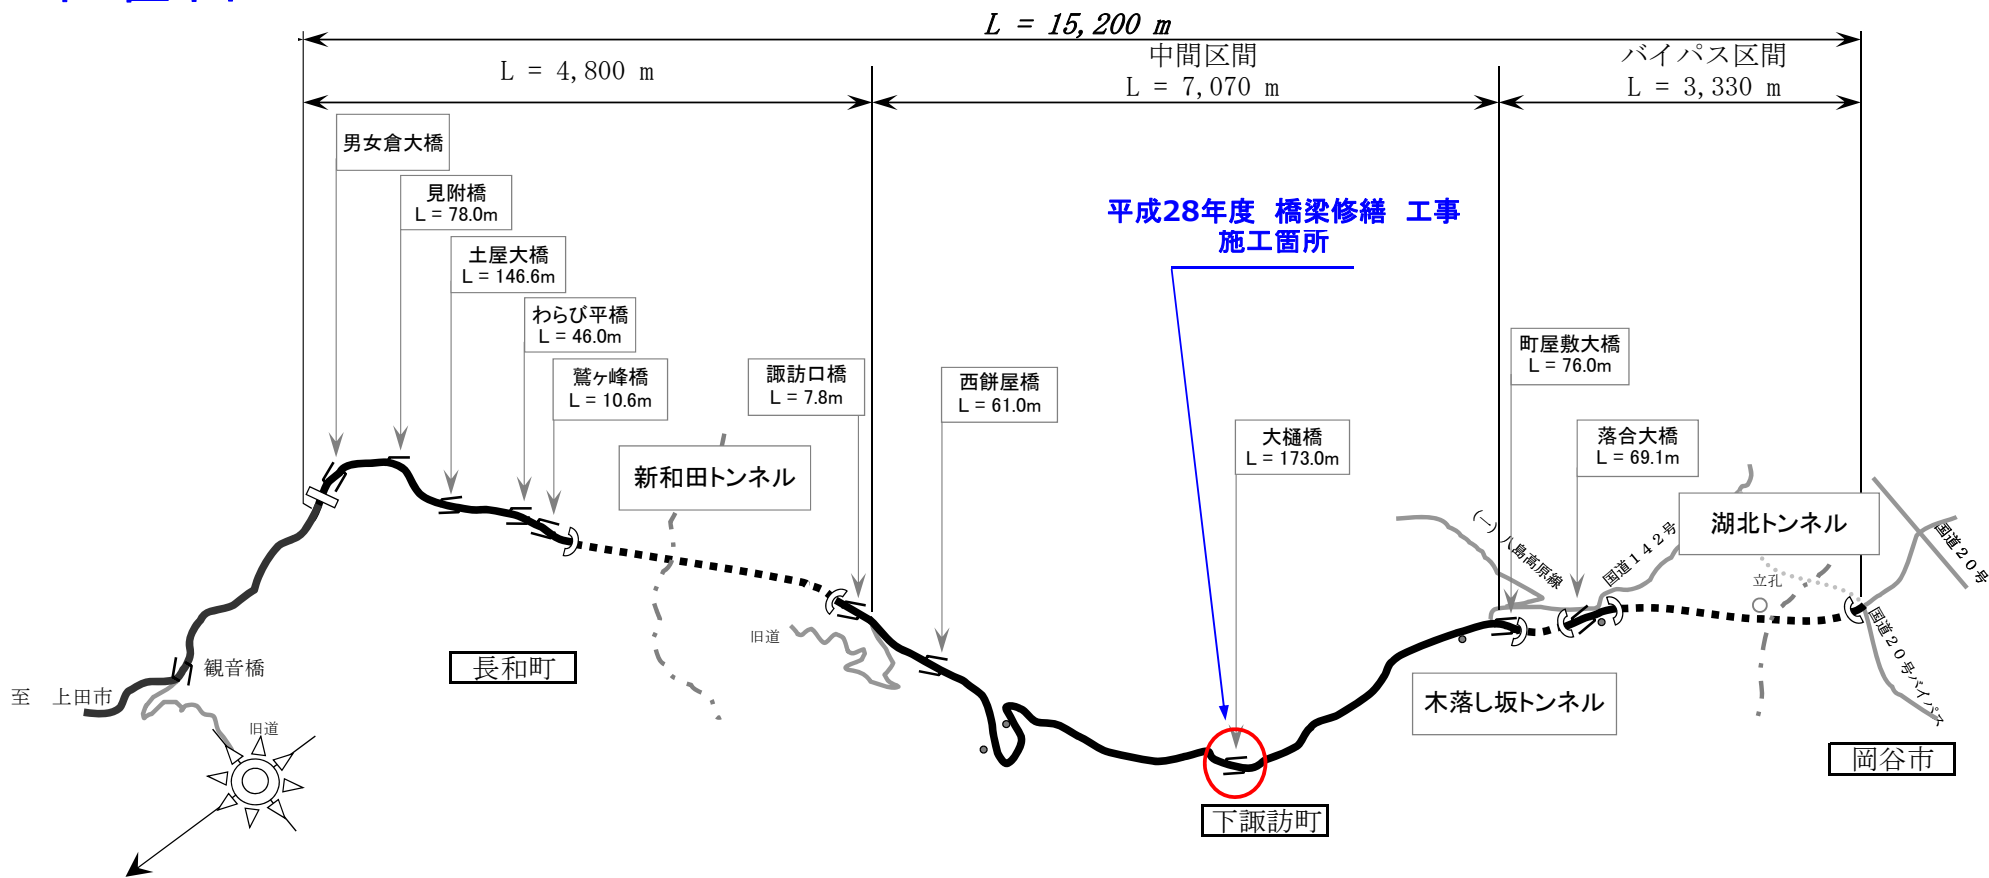 L = 15,200 m
中間区間
バイパス区間
L = 4,800 m
L = 7,070 m
L = 3,330 m
男女倉大橋
見附橋
L = 78.0m
土屋大橋
L = 146.6m
わらび平橋
L = 46.0m
鷲ヶ峰橋
L = 10.6m
諏訪口橋
L = 7.8m
西餅屋橋
L = 61.0m
平成28年度 橋梁修繕 工事
施工箇所
大樋橋
L = 173.0m
町屋敷大橋
L = 76.0m
落合大橋
L = 69.1m
新和田トンネル
湖北トンネル
(一)八島高原線
国道142号
国道20号
立孔
国道20号バイパス
旧道
観音橋
長和町
至 上田市
旧道
木落し坂トンネル
岡谷市
下諏訪町